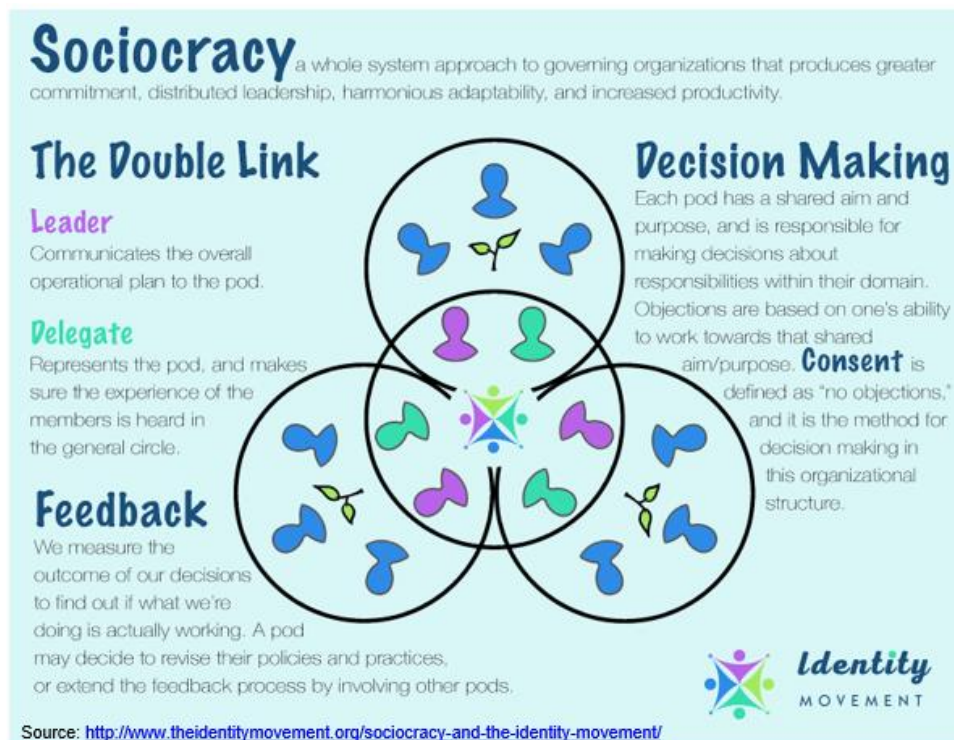 Sociocracy a whole system approach to governing organizations that produces greater
commitment, distributed leadership, harmonious adaptability, and increased productivity.
The Double Link
Leader
Communicates the overall
operational plan to the pod.
Delegate
Represents the pod, and makes
sure the experience of the
members is heard in
the general circle.
Feedback
We measure the
outcome of our decisions
to find out if what we're
doing is actually working. A pod
may decide to revise their policies and practices,
or extend the feedback process by involving other pods.
Decision Making
Each pod has a shared aim and
purpose, and is responsible for
making decisions about
responsibilities within their domain.
Objections are based on one's ability
to work towards that shared
aim/purpose. Consent is
defined as "no objections,"
and it is the method for
decision making in
this organizational
structure.
Identity
MOVEMENT
Source: http://www.theidentitymovement.org/sociocracy-and-the-identity-movement/